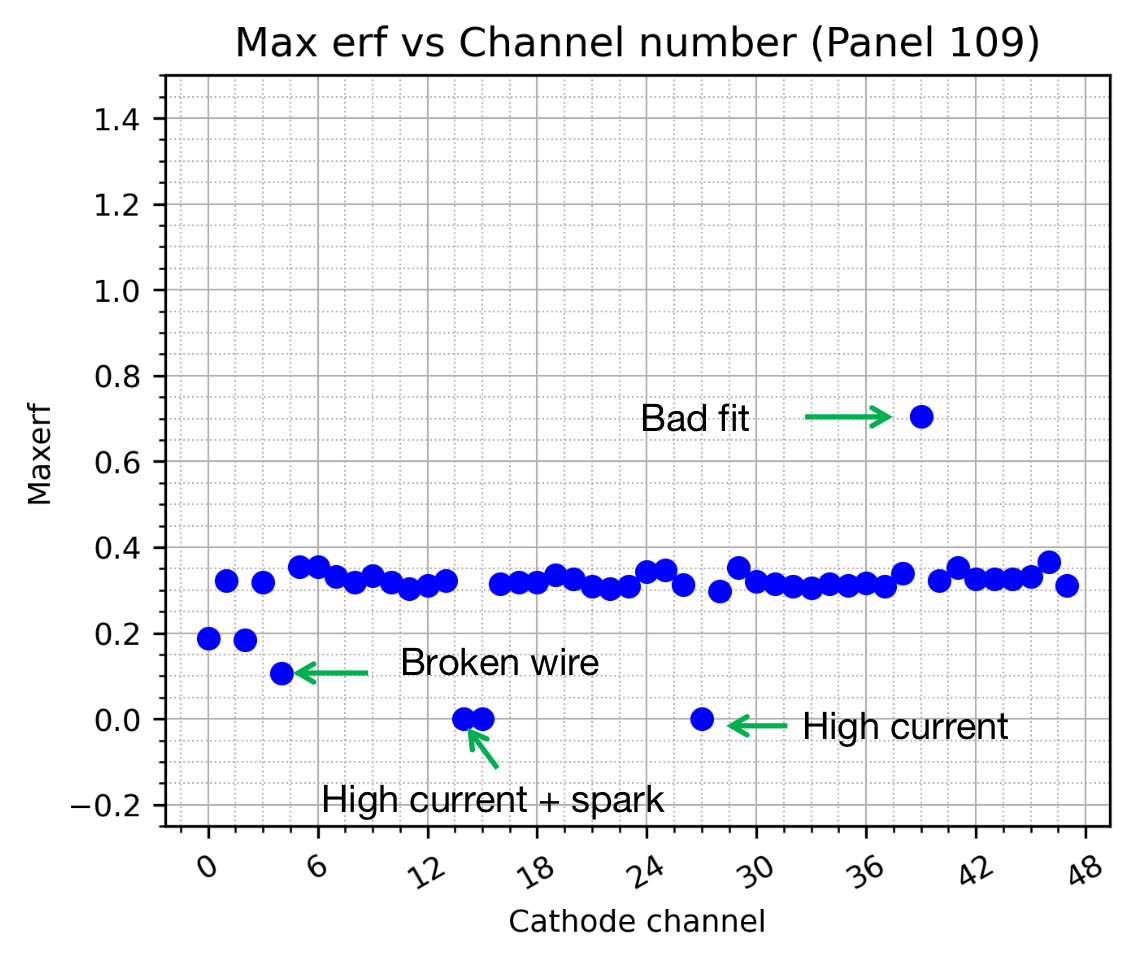 Max erf vs Channel number (Panel 109)
1.4
1.2
1.0
0.8
0.6
0.4
0.2
0.0
−0.2
Maxerf
Bad fit
Broken wire
High current
High current + spark
0 6 12 18 24 30 36 42 48
Cathode channel